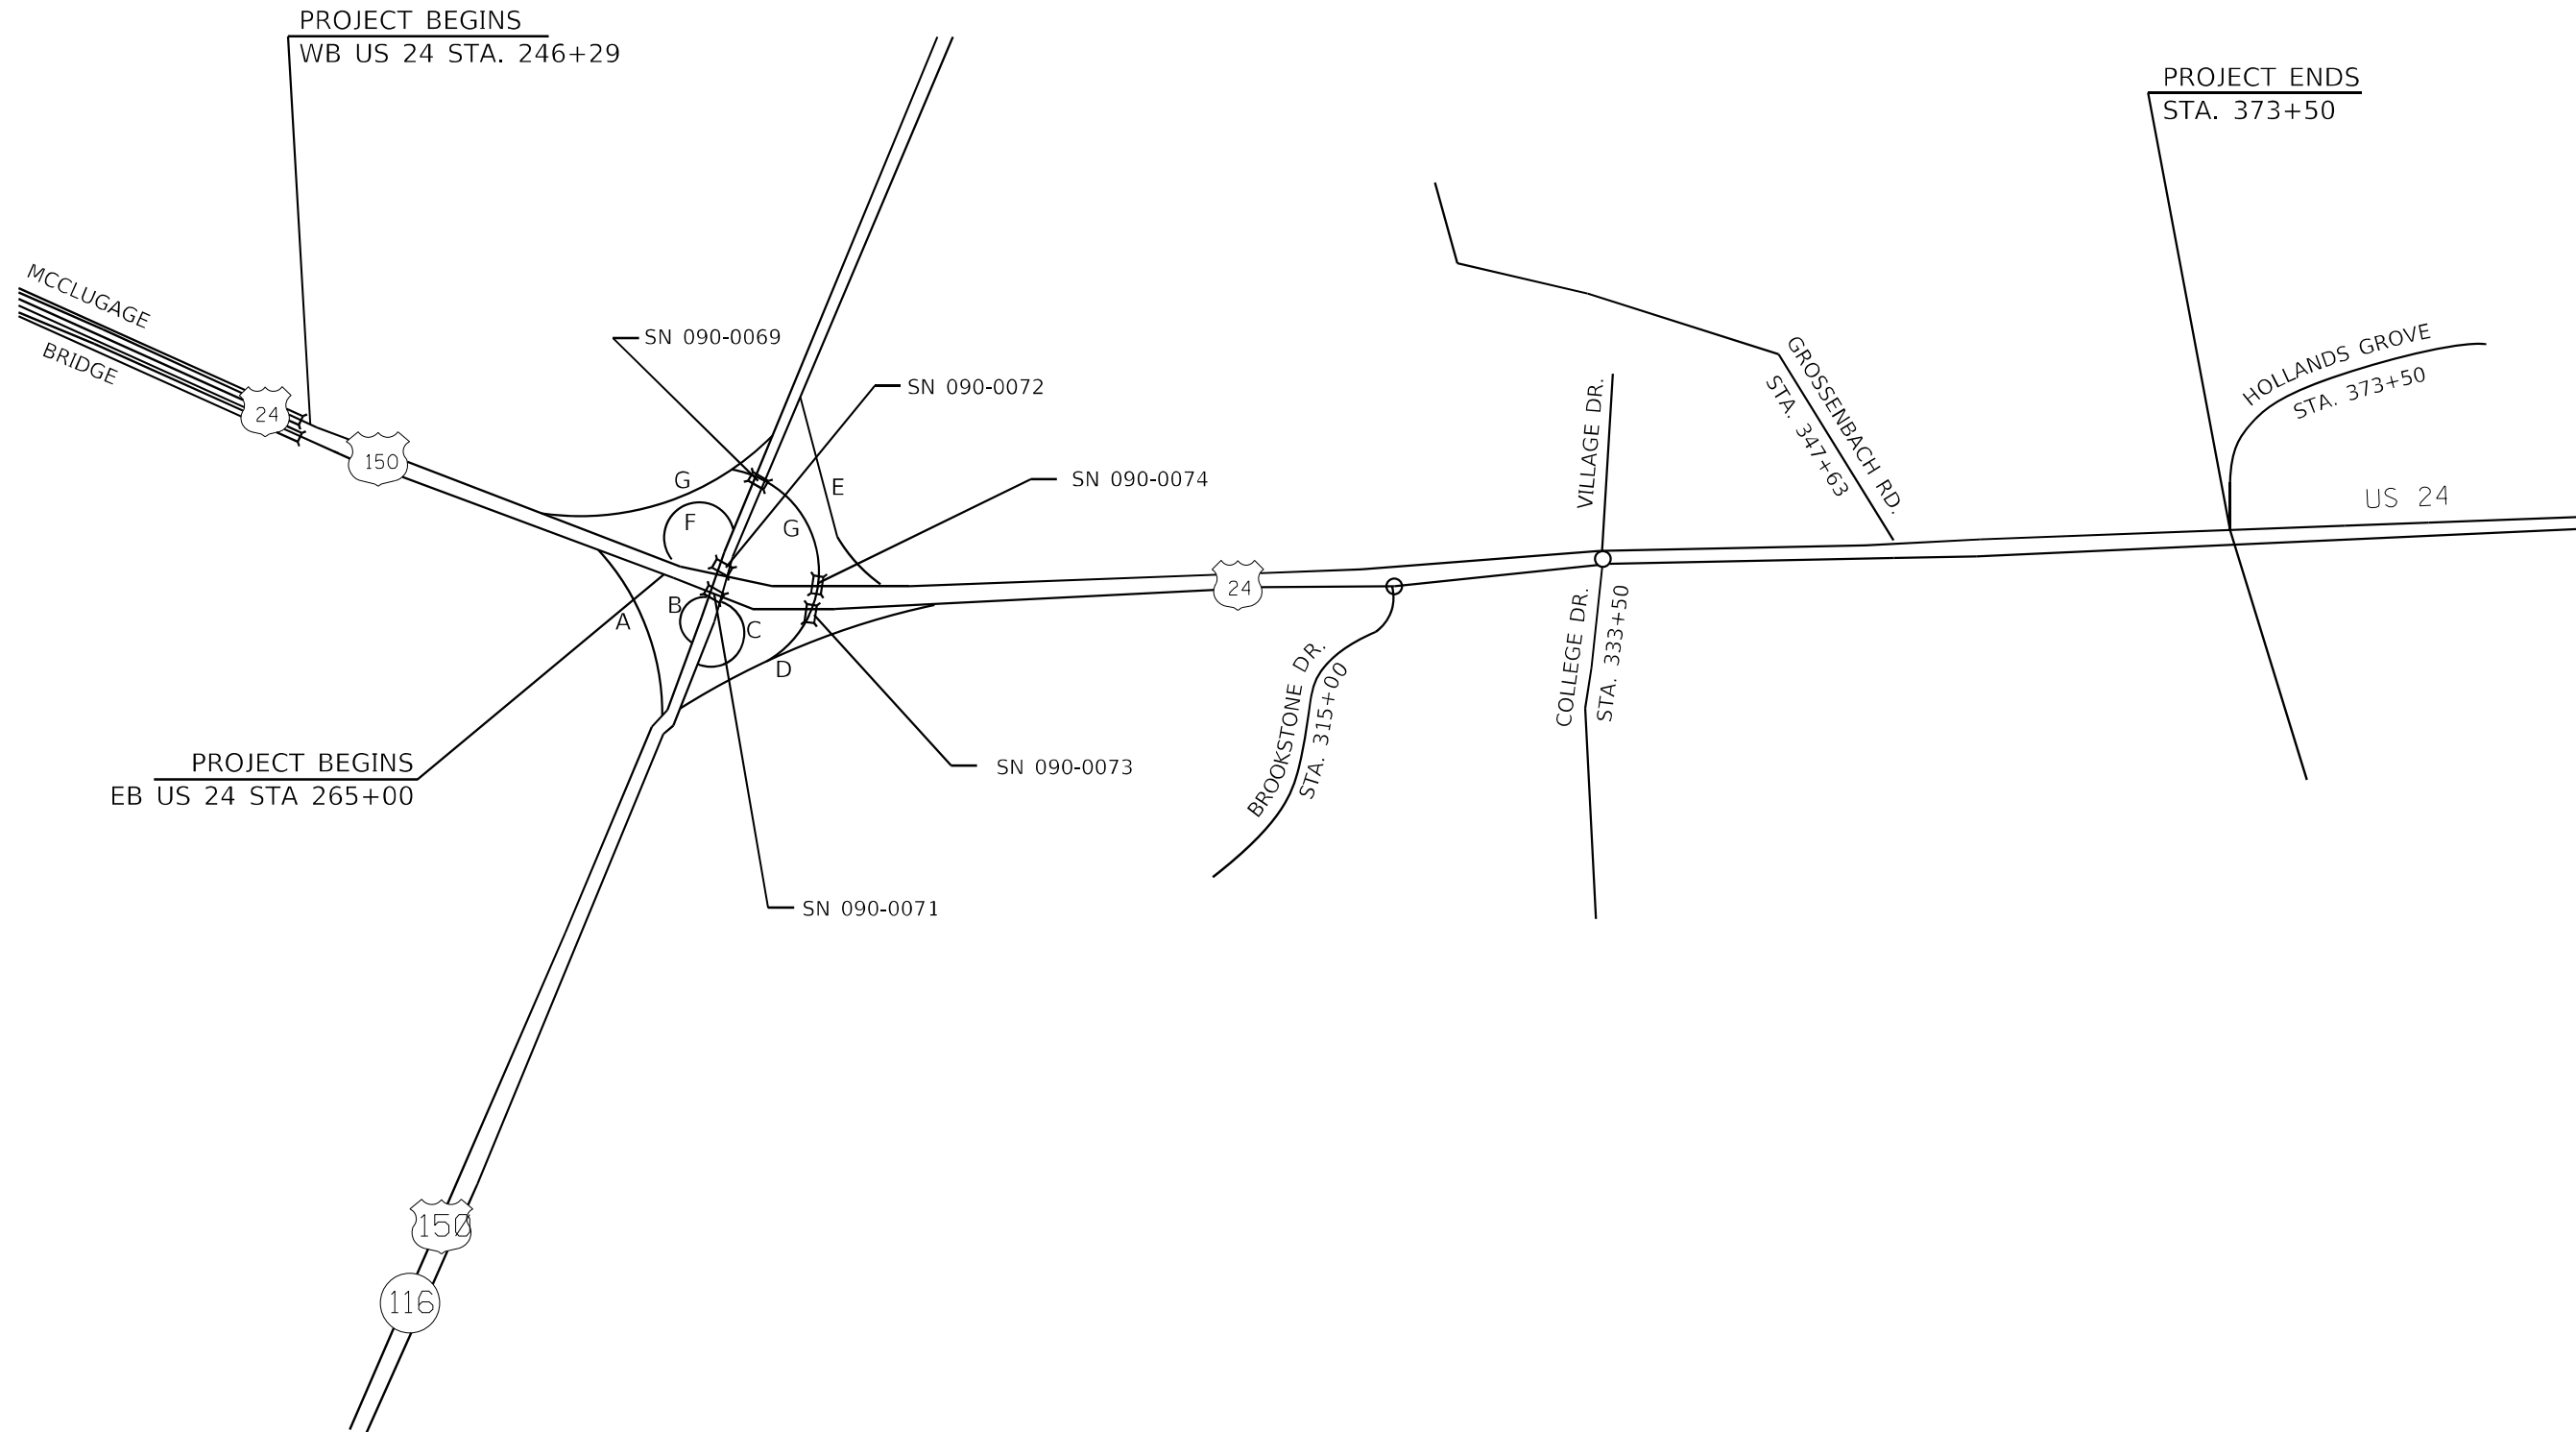 PROJECT BEGINS
WB US 24 STA. 246+29
PROJECT ENDS
STA. 373+50
MCCLUGAGE
BRIDGE
24
150
SN 090-0069
SN 090-0072
SN 090-0074
G
E
F
G
B
A
C
D
24
VILLAGE DR.
GROSSENBACH RD.
STA. 347+63
HOLLANDS GROVE
STA. 373+50
US 24
BROOKSTONE DR.
STA. 315+00
COLLEGE DR.
STA. 333+50
PROJECT BEGINS
EB US 24 STA 265+00
SN 090-0073
SN 090-0071
150
116